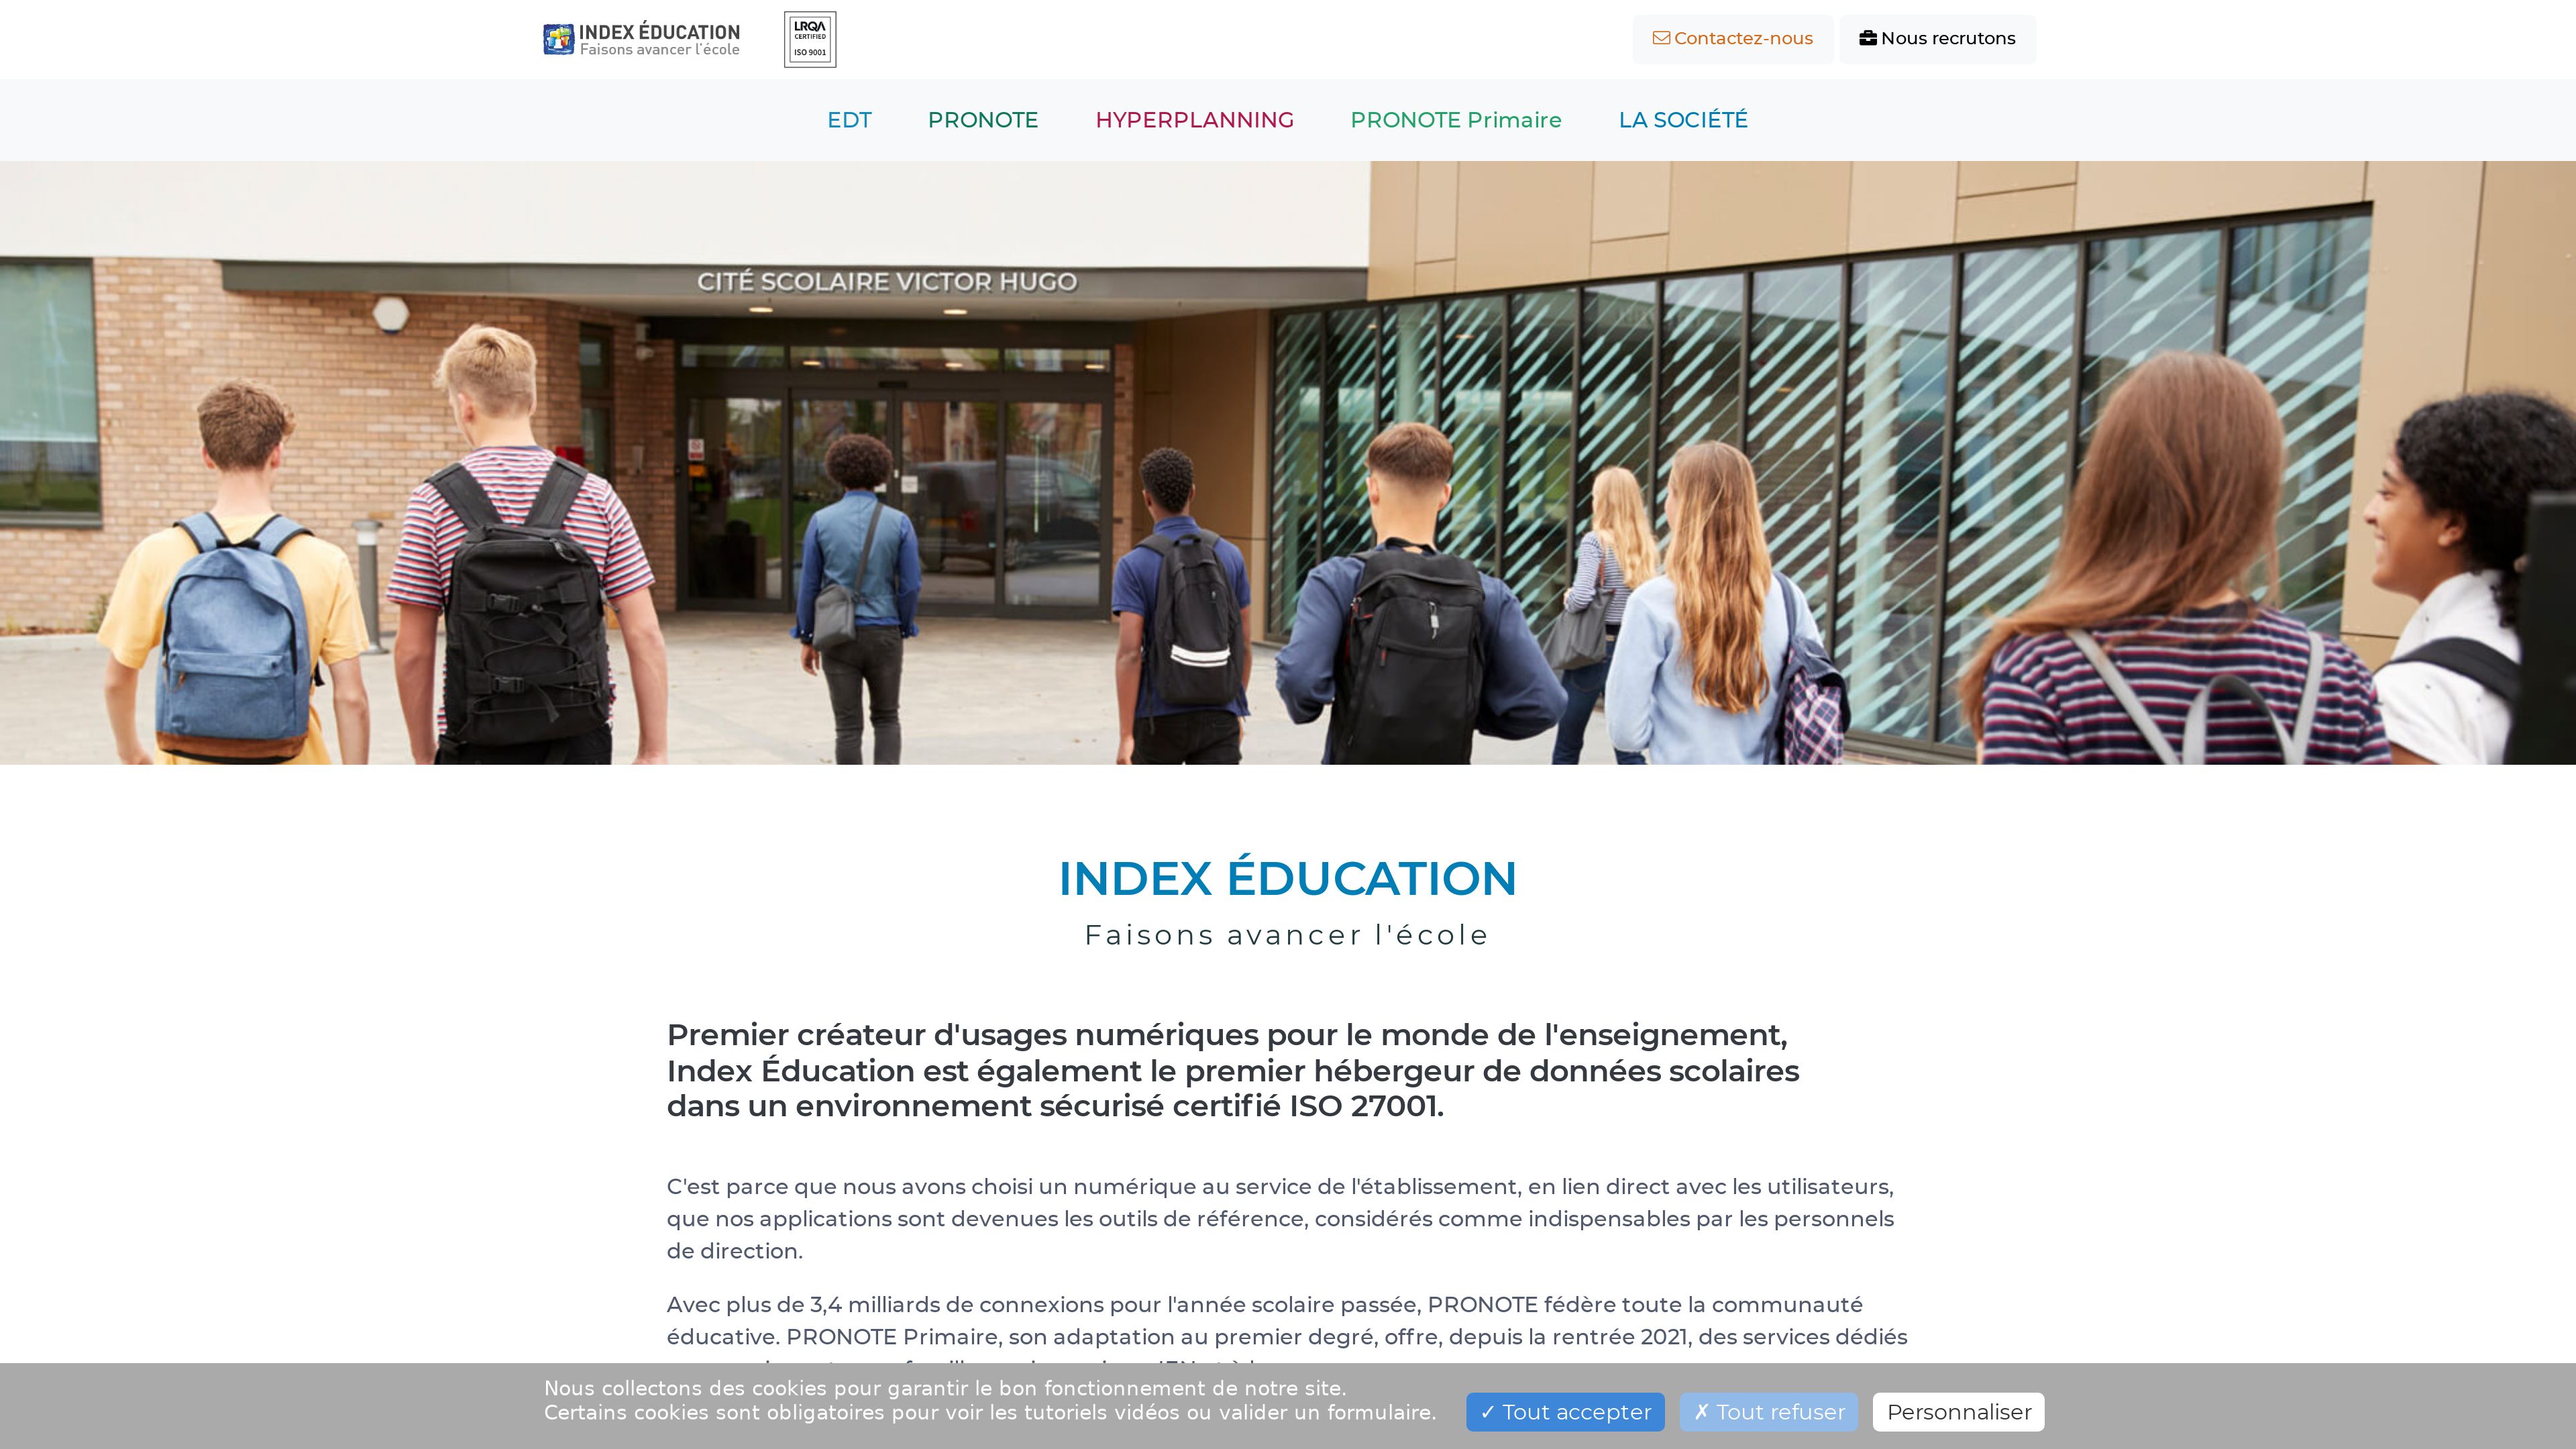 INDEX ÉDUCATION
Faisons avancer l'école
LRQA
CERTIFIED
ISO 9001
Contactez-nous
Nous recrutons
EDT
PRONOTE
HYPERPLANNING
PRONOTE Primaire
LA SOCIÉTÉ
CITÉ SCOLAIRE VICTOR HUGO
INDEX ÉDUCATION
Faisons avancer l'école
Premier créateur d'usages numériques pour le monde de l'enseignement,
Index Éducation est également le premier hébergeur de données scolaires
dans un environnement sécurisé certifié ISO 27001.
C'est parce que nous avons choisi un numérique au service de l'établissement, en lien direct avec les utilisateurs,
que nos applications sont devenues les outils de référence, considérés comme indispensables par les personnels
de direction.
Avec plus de 3,4 milliards de connexions pour l'année scolaire passée, PRONOTE fédère toute la communauté
éducative. PRONOTE Primaire, son adaptation au premier degré, offre, depuis la rentrée 2021, des services dédiés
Nous collectons des cookies pour garantir le bon fonctionnement de notre site.
Certains cookies sont obligatoires pour voir les tutoriels vidéos ou valider un formulaire.
✓ Tout accepter
✗ Tout refuser
Personnaliser